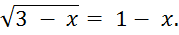 √(3 − x) = 1 − x.